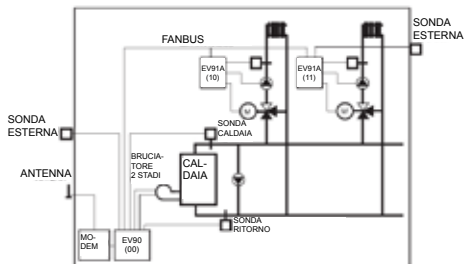 SONDA
ESTERNA
FANBUS
EV91A
(10)
EV91A
(11)
M
M
SONDA
ESTERNA
SONDA
CALDAIA
BRUCIA-
TORE
2 STADI
CAL-
DAIA
ANTENNA
SONDA
RITORNO
MO-
DEM
EV90
(00)